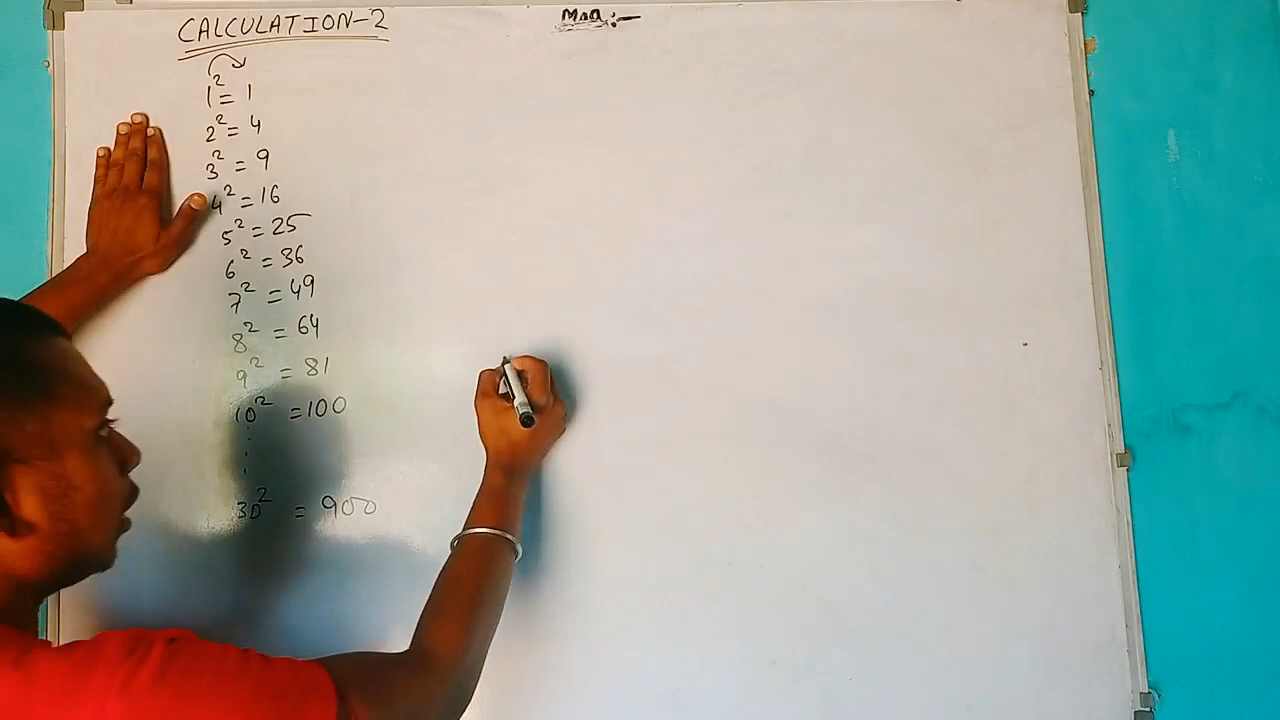 CALCULATION-2
1² = 1
2² = 4
3² = 9
4² = 16
5² = 25
6² = 36
7² = 49
8² = 64
9² = 81
10² = 100
30² = 900